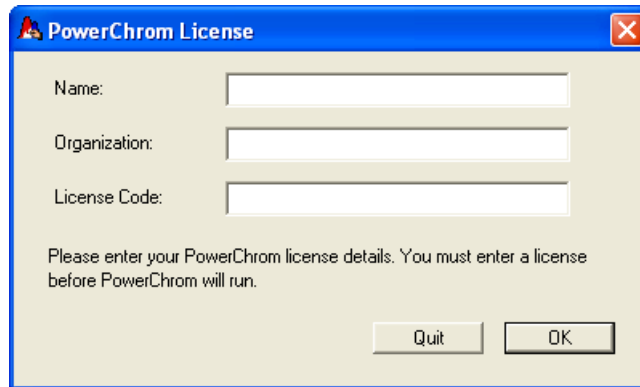 PowerChrom License
Name:
Organization:
License Code:
Please enter your PowerChrom license details. You must enter a license
before PowerChrom will run.
Quit OK